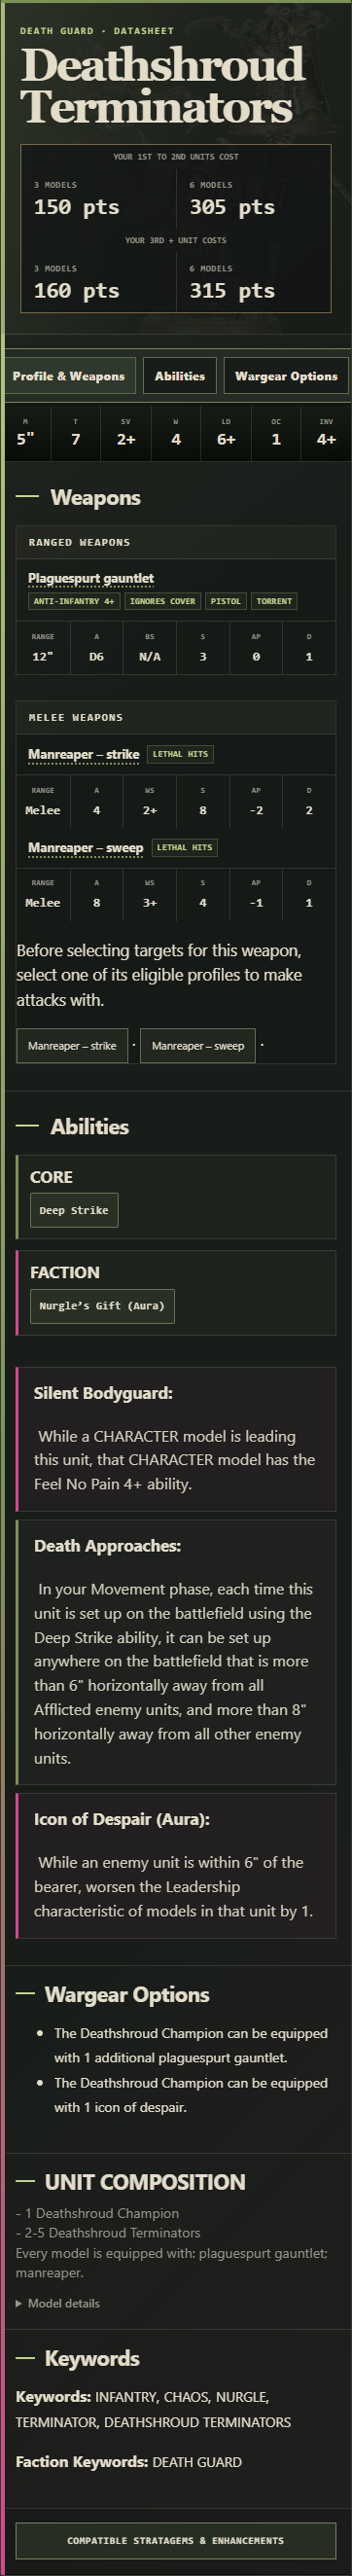 DEATH GUARD · DATASHEET
Deathshroud
Terminators
YOUR 1ST TO 2ND UNITS COST
3 MODELS 6 MODELS
150 pts 305 pts
YOUR 3RD + UNIT COSTS
3 MODELS 6 MODELS
160 pts 315 pts
Profile & Weapons Abilities Wargear Options
M T SV W LD OC INV
5" 7 2+ 4 6+ 1 4+
Weapons
RANGED WEAPONS
Plaguespurt gauntlet
ANTI-INFANTRY 4+ IGNORES COVER PISTOL TORRENT
RANGE A BS S AP D
12" D6 N/A 3 0 1
MELEE WEAPONS
Manreaper – strike LETHAL HITS
RANGE A WS S AP D
Melee 4 2+ 8 -2 2
Manreaper – sweep LETHAL HITS
RANGE A WS S AP D
Melee 8 3+ 4 -1 1
Before selecting targets for this weapon,
select one of its eligible profiles to make
attacks with.
Manreaper – strike · Manreaper – sweep ·
Abilities
CORE
Deep Strike
FACTION
Nurgle’s Gift (Aura)
Silent Bodyguard:
While a CHARACTER model is leading
this unit, that CHARACTER model has the
Feel No Pain 4+ ability.
Death Approaches:
In your Movement phase, each time this
unit is set up on the battlefield using the
Deep Strike ability, it can be set up
anywhere on the battlefield that is more
than 6" horizontally away from all
Afflicted enemy units, and more than 8"
horizontally away from all other enemy
units.
Icon of Despair (Aura):
While an enemy unit is within 6" of the
bearer, worsen the Leadership
characteristic of models in that unit by 1.
Wargear Options
• The Deathshroud Champion can be equipped
with 1 additional plaguespurt gauntlet.
• The Deathshroud Champion can be equipped
with 1 icon of despair.
UNIT COMPOSITION
- 1 Deathshroud Champion
- 2-5 Deathshroud Terminators
Every model is equipped with: plaguespurt gauntlet;
manreaper.
▶ Model details
Keywords
Keywords: INFANTRY, CHAOS, NURGLE,
TERMINATOR, DEATHSHROUD TERMINATORS
Faction Keywords: DEATH GUARD
COMPATIBLE STRATAGEMS & ENHANCEMENTS